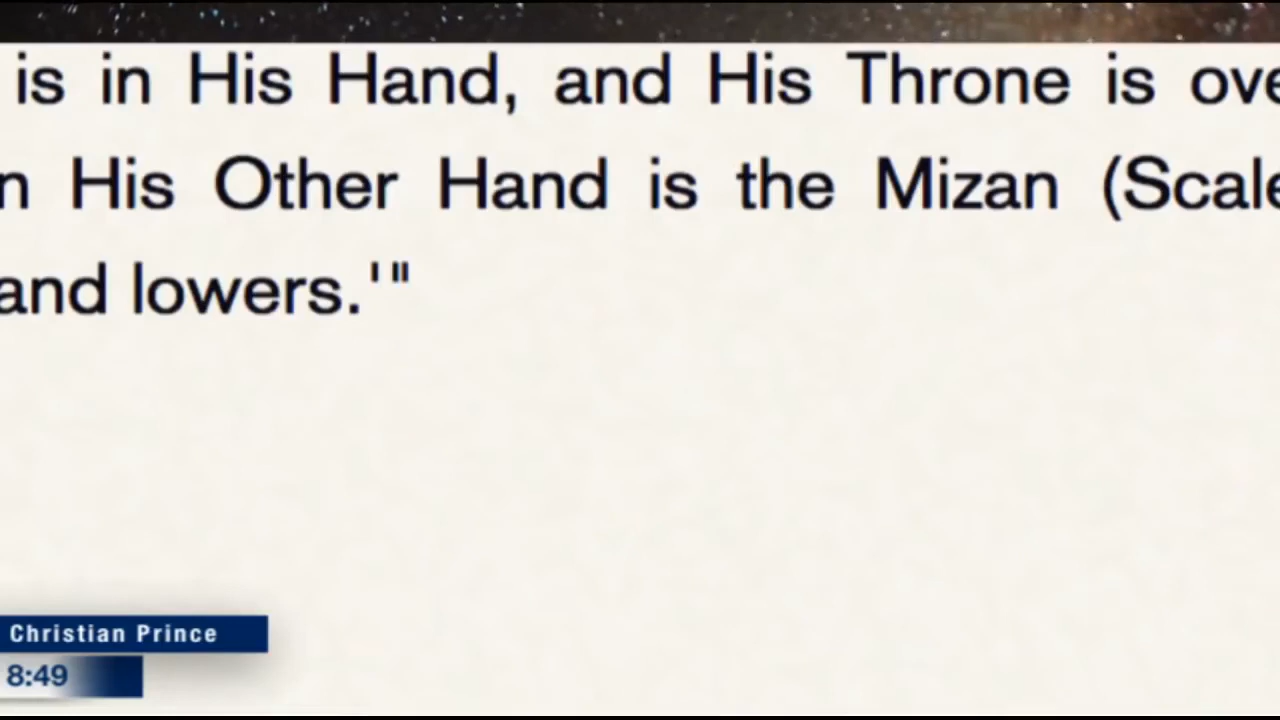 is in His Hand, and His Throne is ove
n His Other Hand is the Mizan (Scale
and lowers.'"
Christian Prince
8:49